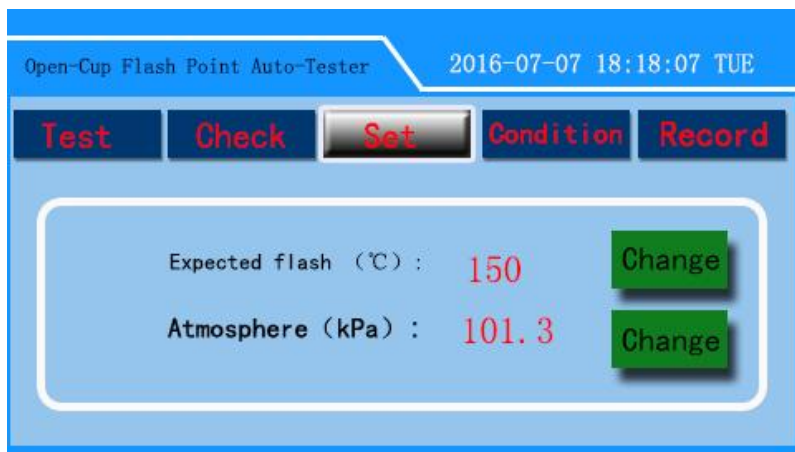 Open-Cup Flash Point Auto-Tester 2016-07-07 18:18:07 TUE
Test Check Set Condition Record
Expected flash （℃）: 150 Change
Atmosphere（kPa）: 101.3 Change